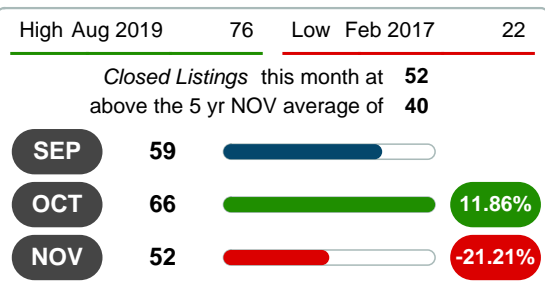 High Aug 2019 76 Low Feb 2017 22
Closed Listings this month at 52
above the 5 yr NOV average of 40
SEP 59
OCT 66 11.86%
NOV 52 -21.21%